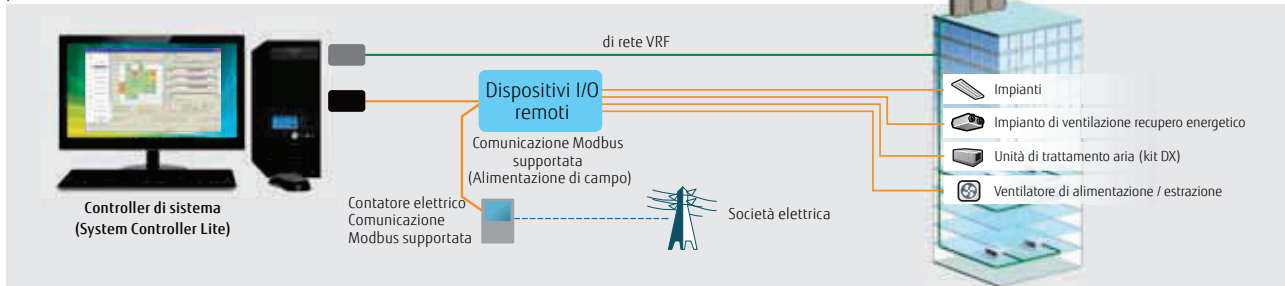 di rete VRF
Dispositivi I/O
remoti
Comunicazione Modbus
supportata
(Alimentazione di campo)
Impianti
Impianto di ventilazione recupero energetico
Unità di trattamento aria (kit DX)
Ventilatore di alimentazione / estrazione
Controller di sistema
(System Controller Lite)
Contatore elettrico
Comunicazione
Modbus supportata
Società elettrica